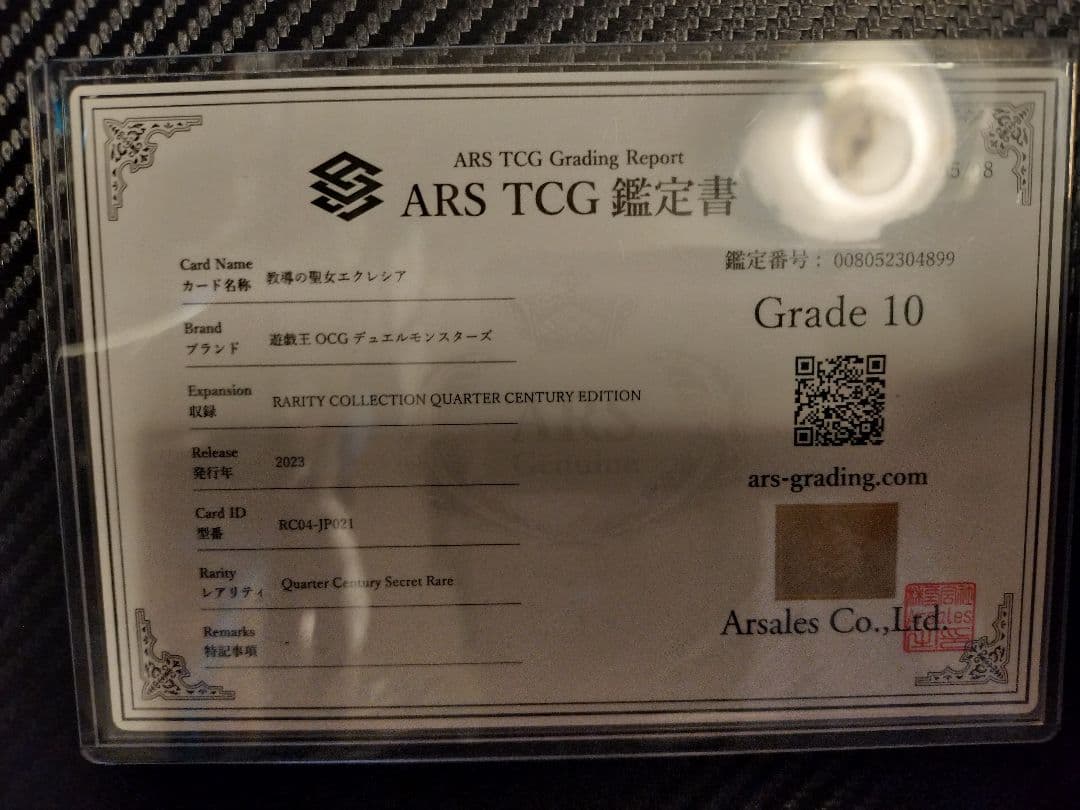 ARS TCG Grading Report
ARS TCG 鑑定書
5 8
鑑定番号： 008052304899
Grade 10
ars-grading.com
Arsales Co.,Ltd.
Card Name
カード名称 教導の聖女エクレシア
Brand
ブランド 遊戯王 OCG デュエルモンスターズ
Expansion
収録 RARITY COLLECTION QUARTER CENTURY EDITION
Release
発行年 2023
Card ID
型番 RC04-JP021
Rarity
レアリティ Quarter Century Secret Rare
Remarks
特記事項 -
ARS
Genuine